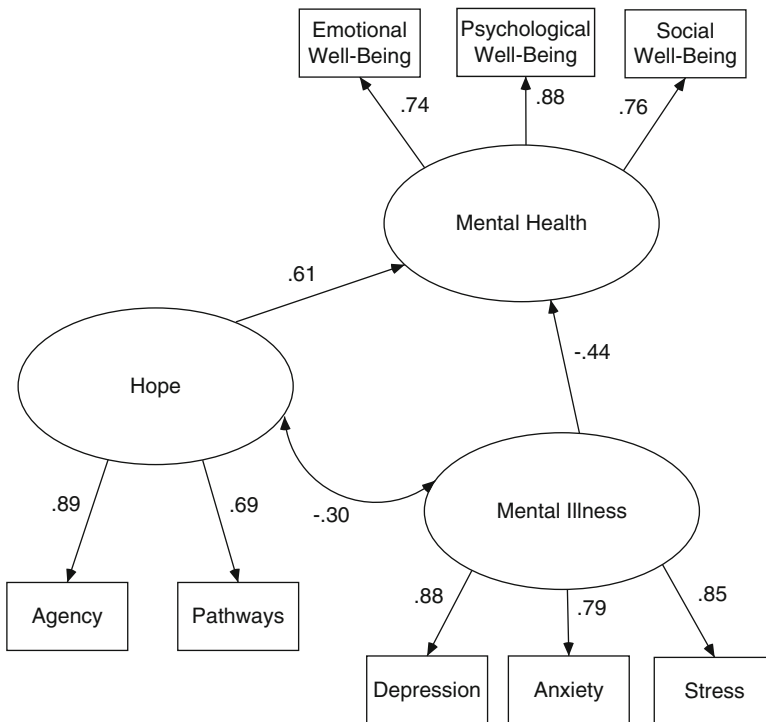 Emotional
Well-Being
Psychological
Well-Being
Social
Well-Being
.74
.88
.76
Mental Health
.61
-.44
Hope
-.30
Mental Illness
.89
.69
Agency
Pathways
.88
.79
.85
Depression
Anxiety
Stress